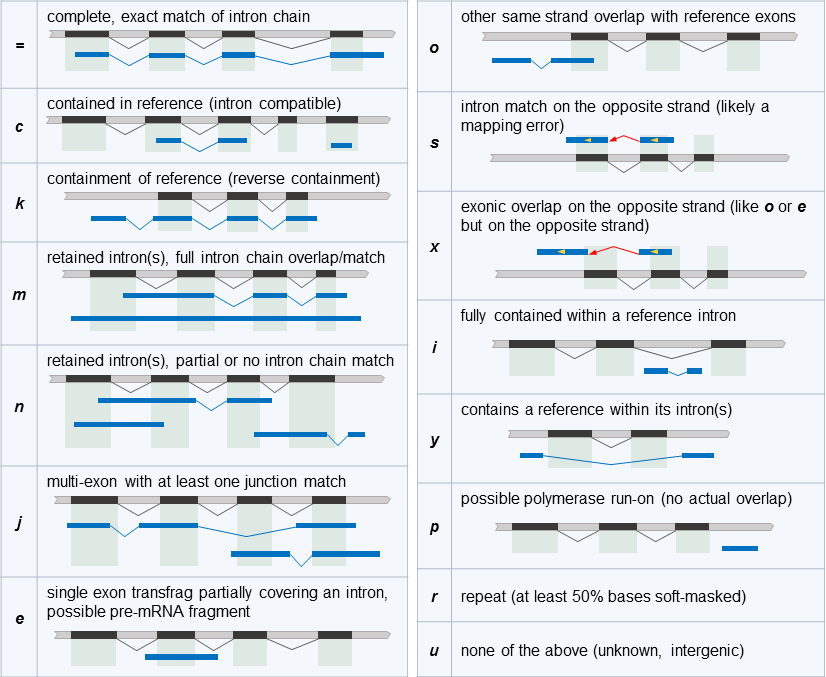 =
complete, exact match of intron chain
c
contained in reference (intron compatible)
k
containment of reference (reverse containment)
m
retained intron(s), full intron chain overlap/match
n
retained intron(s), partial or no intron chain match
j
multi-exon with at least one junction match
e
single exon transfrag partially covering an intron,
possible pre-mRNA fragment
o
other same strand overlap with reference exons
s
intron match on the opposite strand (likely a
mapping error)
x
exonic overlap on the opposite strand (like o or e
but on the opposite strand)
i
fully contained within a reference intron
y
contains a reference within its intron(s)
p
possible polymerase run-on (no actual overlap)
r
repeat (at least 50% bases soft-masked)
u
none of the above (unknown, intergenic)